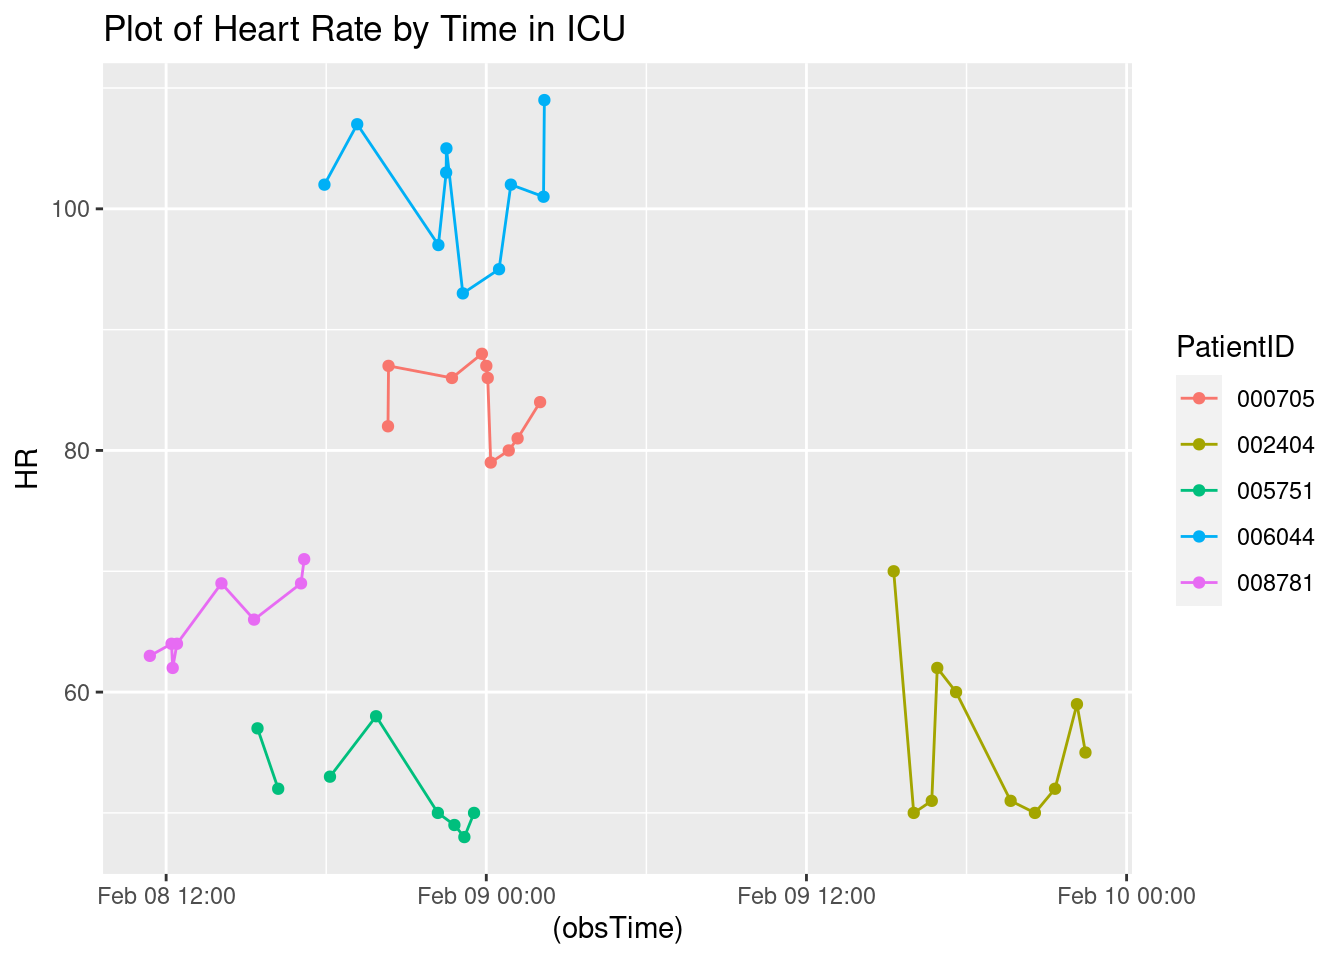 Plot of Heart Rate by Time in ICU
100
80
60
HR
Feb 08 12:00
Feb 09 00:00
Feb 09 12:00
Feb 10 00:00
(obsTime)
PatientID
000705
002404
005751
006044
008781